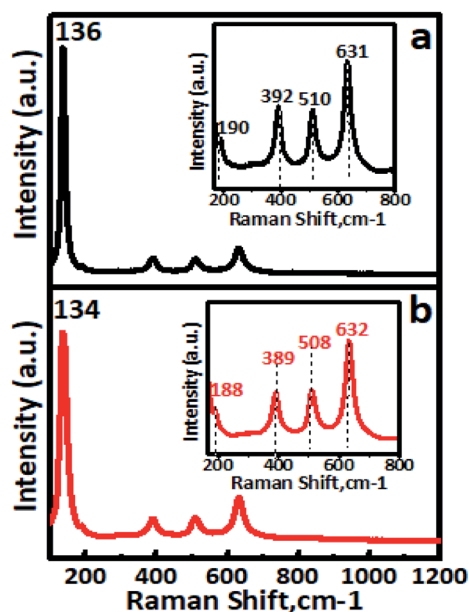 136
a
Intensity (a.u.)
Intensity (a.u.)
190
392
510
631
200 400 600 800
Raman Shift,cm-1
134
b
Intensity (a.u.)
Intensity (a.u.)
188
389
508
632
200 400 600 800
Raman Shift,cm-1
200 400 600 800 1000 1200
Raman Shift,cm-1